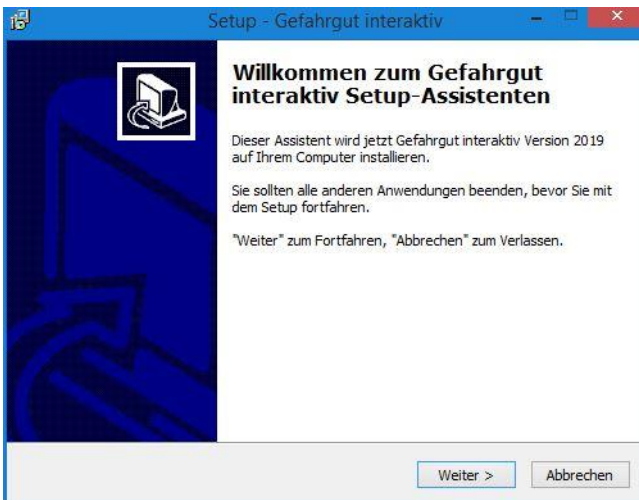 Setup - Gefahrgut interaktiv
Willkommen zum Gefahrgut
interaktiv Setup-Assistenten
Dieser Assistent wird jetzt Gefahrgut interaktiv Version 2019
auf Ihrem Computer installieren.
Sie sollten alle anderen Anwendungen beenden, bevor Sie mit
dem Setup fortfahren.
"Weiter" zum Fortfahren, "Abbrechen" zum Verlassen.
Weiter >
Abbrechen